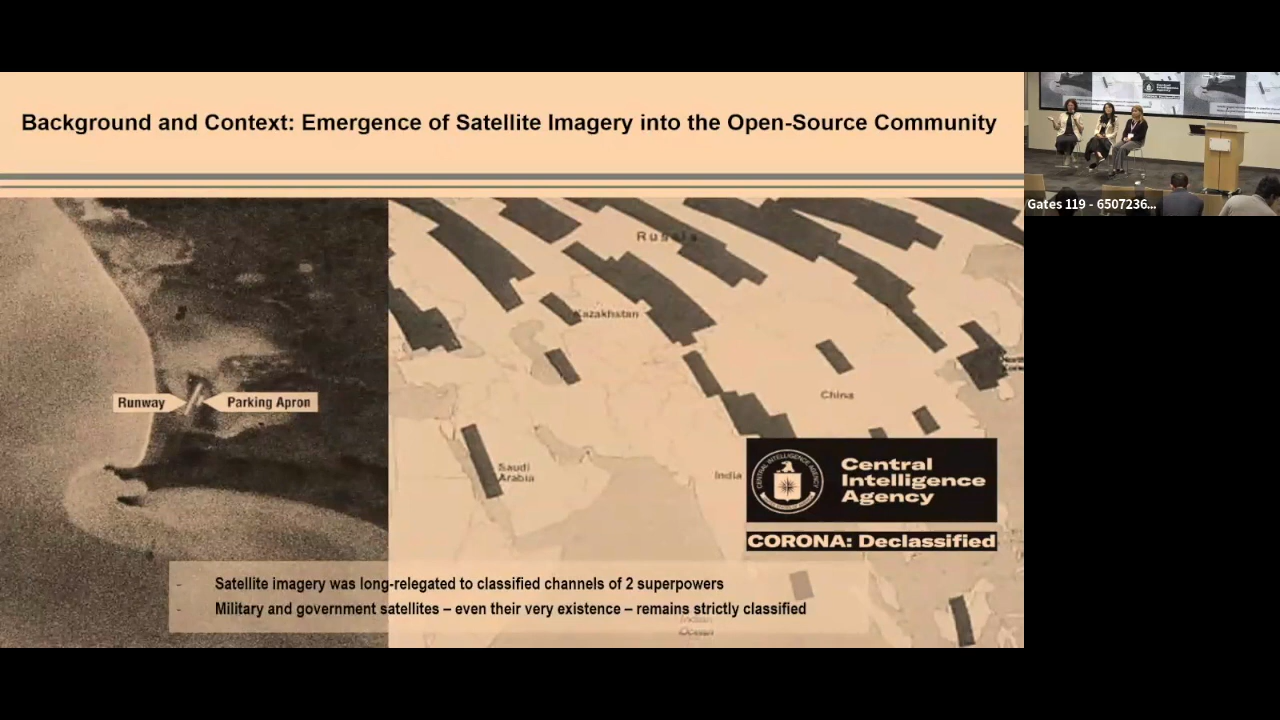 Background and Context: Emergence of Satellite Imagery into the Open-Source Community
Gates 119 - 6507236...
Russia
Kazakhstan
Runway
Parking Apron
China
Saudi
Arabia
India
Central
Intelligence
Agency
CORONA: Declassified
- Satellite imagery was long-relegated to classified channels of 2 superpowers
- Military and government satellites – even their very existence – remains strictly classified
Indian
Ocean